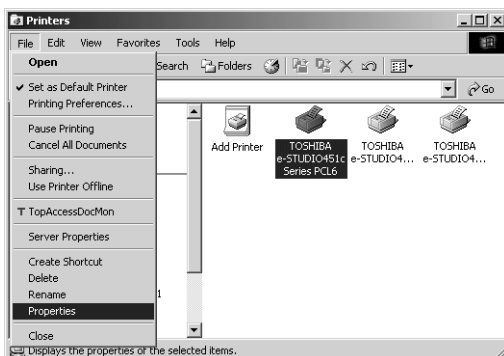 Printers
File Edit View Favorites Tools Help
Open
Set as Default Printer
Printing Preferences...
Pause Printing
Cancel All Documents
Sharing...
Use Printer Offline
TopAccessDocMon
Server Properties
Create Shortcut
Delete
Rename
Properties
Close
Search Folders
Go
Add Printer
TOSHIBA
e-STUDIO451c
Series PCL6
TOSHIBA
e-STUDIO4...
TOSHIBA
e-STUDIO4...
1
Displays the properties of the selected items.